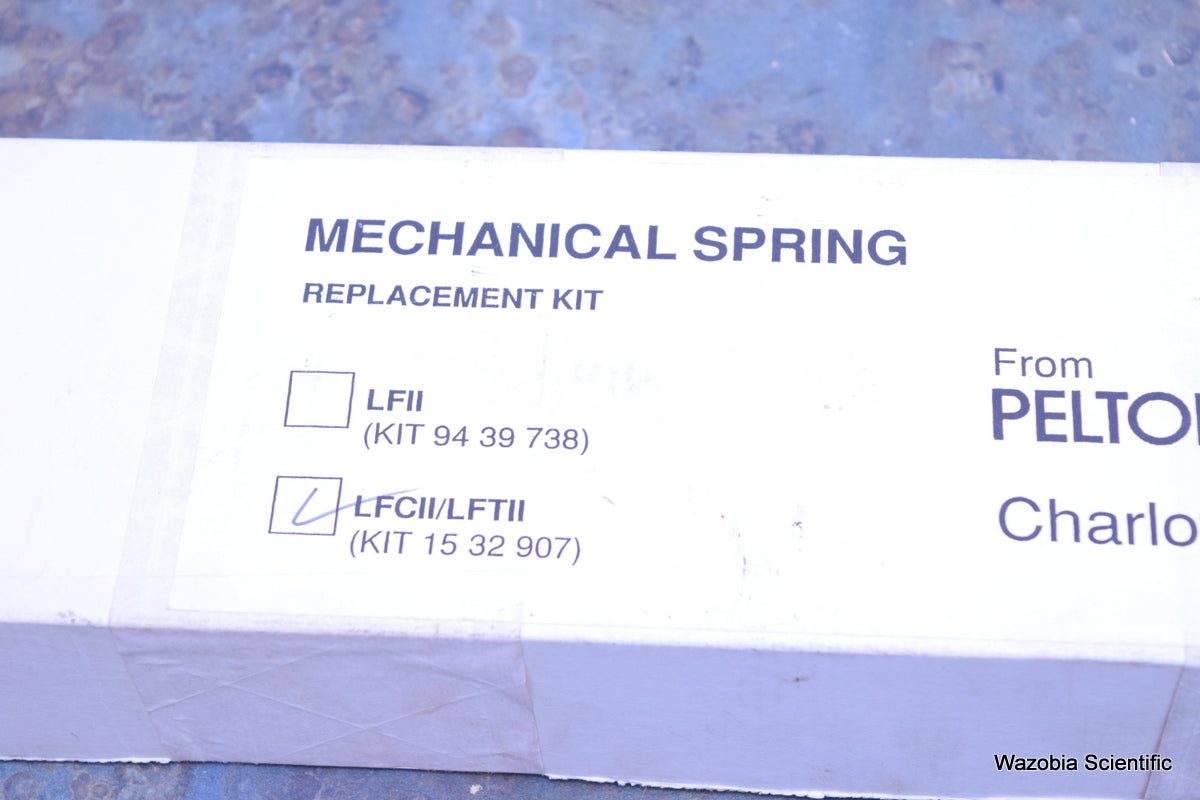 MECHANICAL SPRING
REPLACEMENT KIT
LFII
(KIT 94 39 738)
LFCII/LFTII
(KIT 15 32 907)
From
PELTO
Charlo
Wazobia Scientific